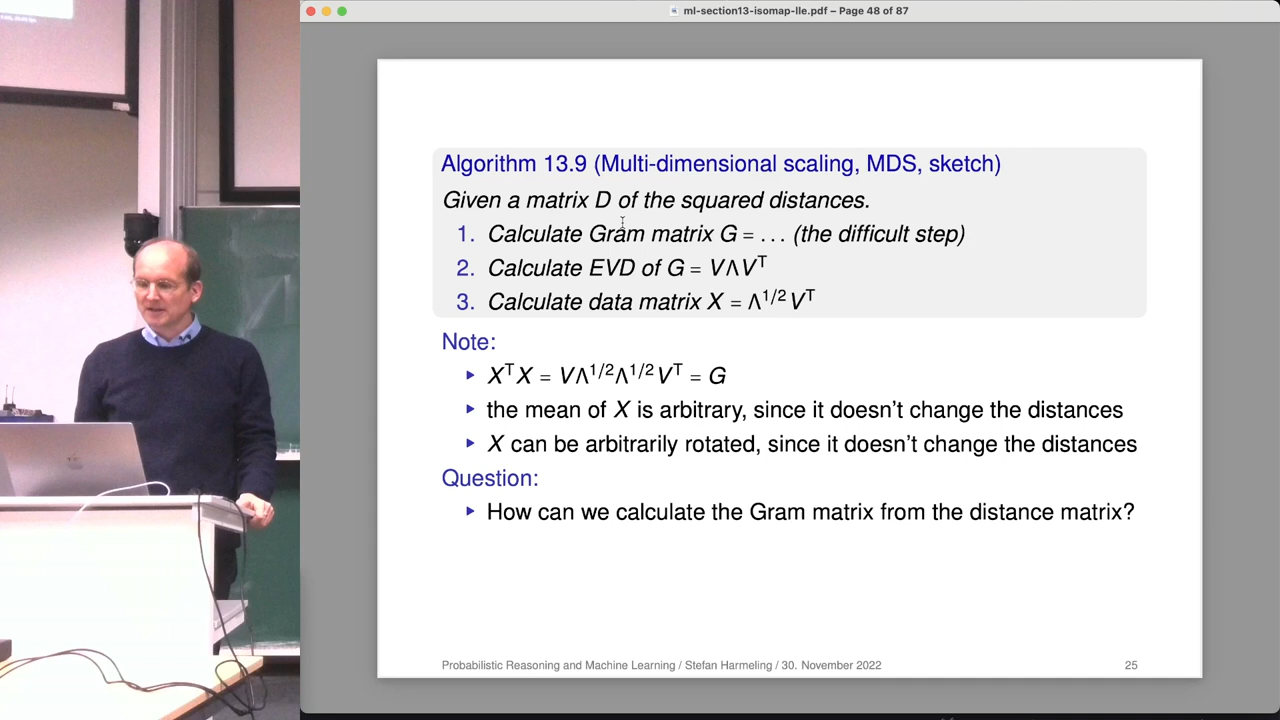 ml-section13-isomap-lle.pdf – Page 48 of 87
Algorithm 13.9 (Multi-dimensional scaling, MDS, sketch)
Given a matrix D of the squared distances.
1. Calculate Gram matrix G = . . . (the difficult step)
2. Calculate EVD of G = VΛVᵀ
3. Calculate data matrix X = Λ^1/2 Vᵀ
Note:
▸ XᵀX = VΛ^1/2Λ^1/2Vᵀ = G
▸ the mean of X is arbitrary, since it doesn't change the distances
▸ X can be arbitrarily rotated, since it doesn't change the distances
Question:
▸ How can we calculate the Gram matrix from the distance matrix?
Probabilistic Reasoning and Machine Learning / Stefan Harmeling / 30. November 2022 25